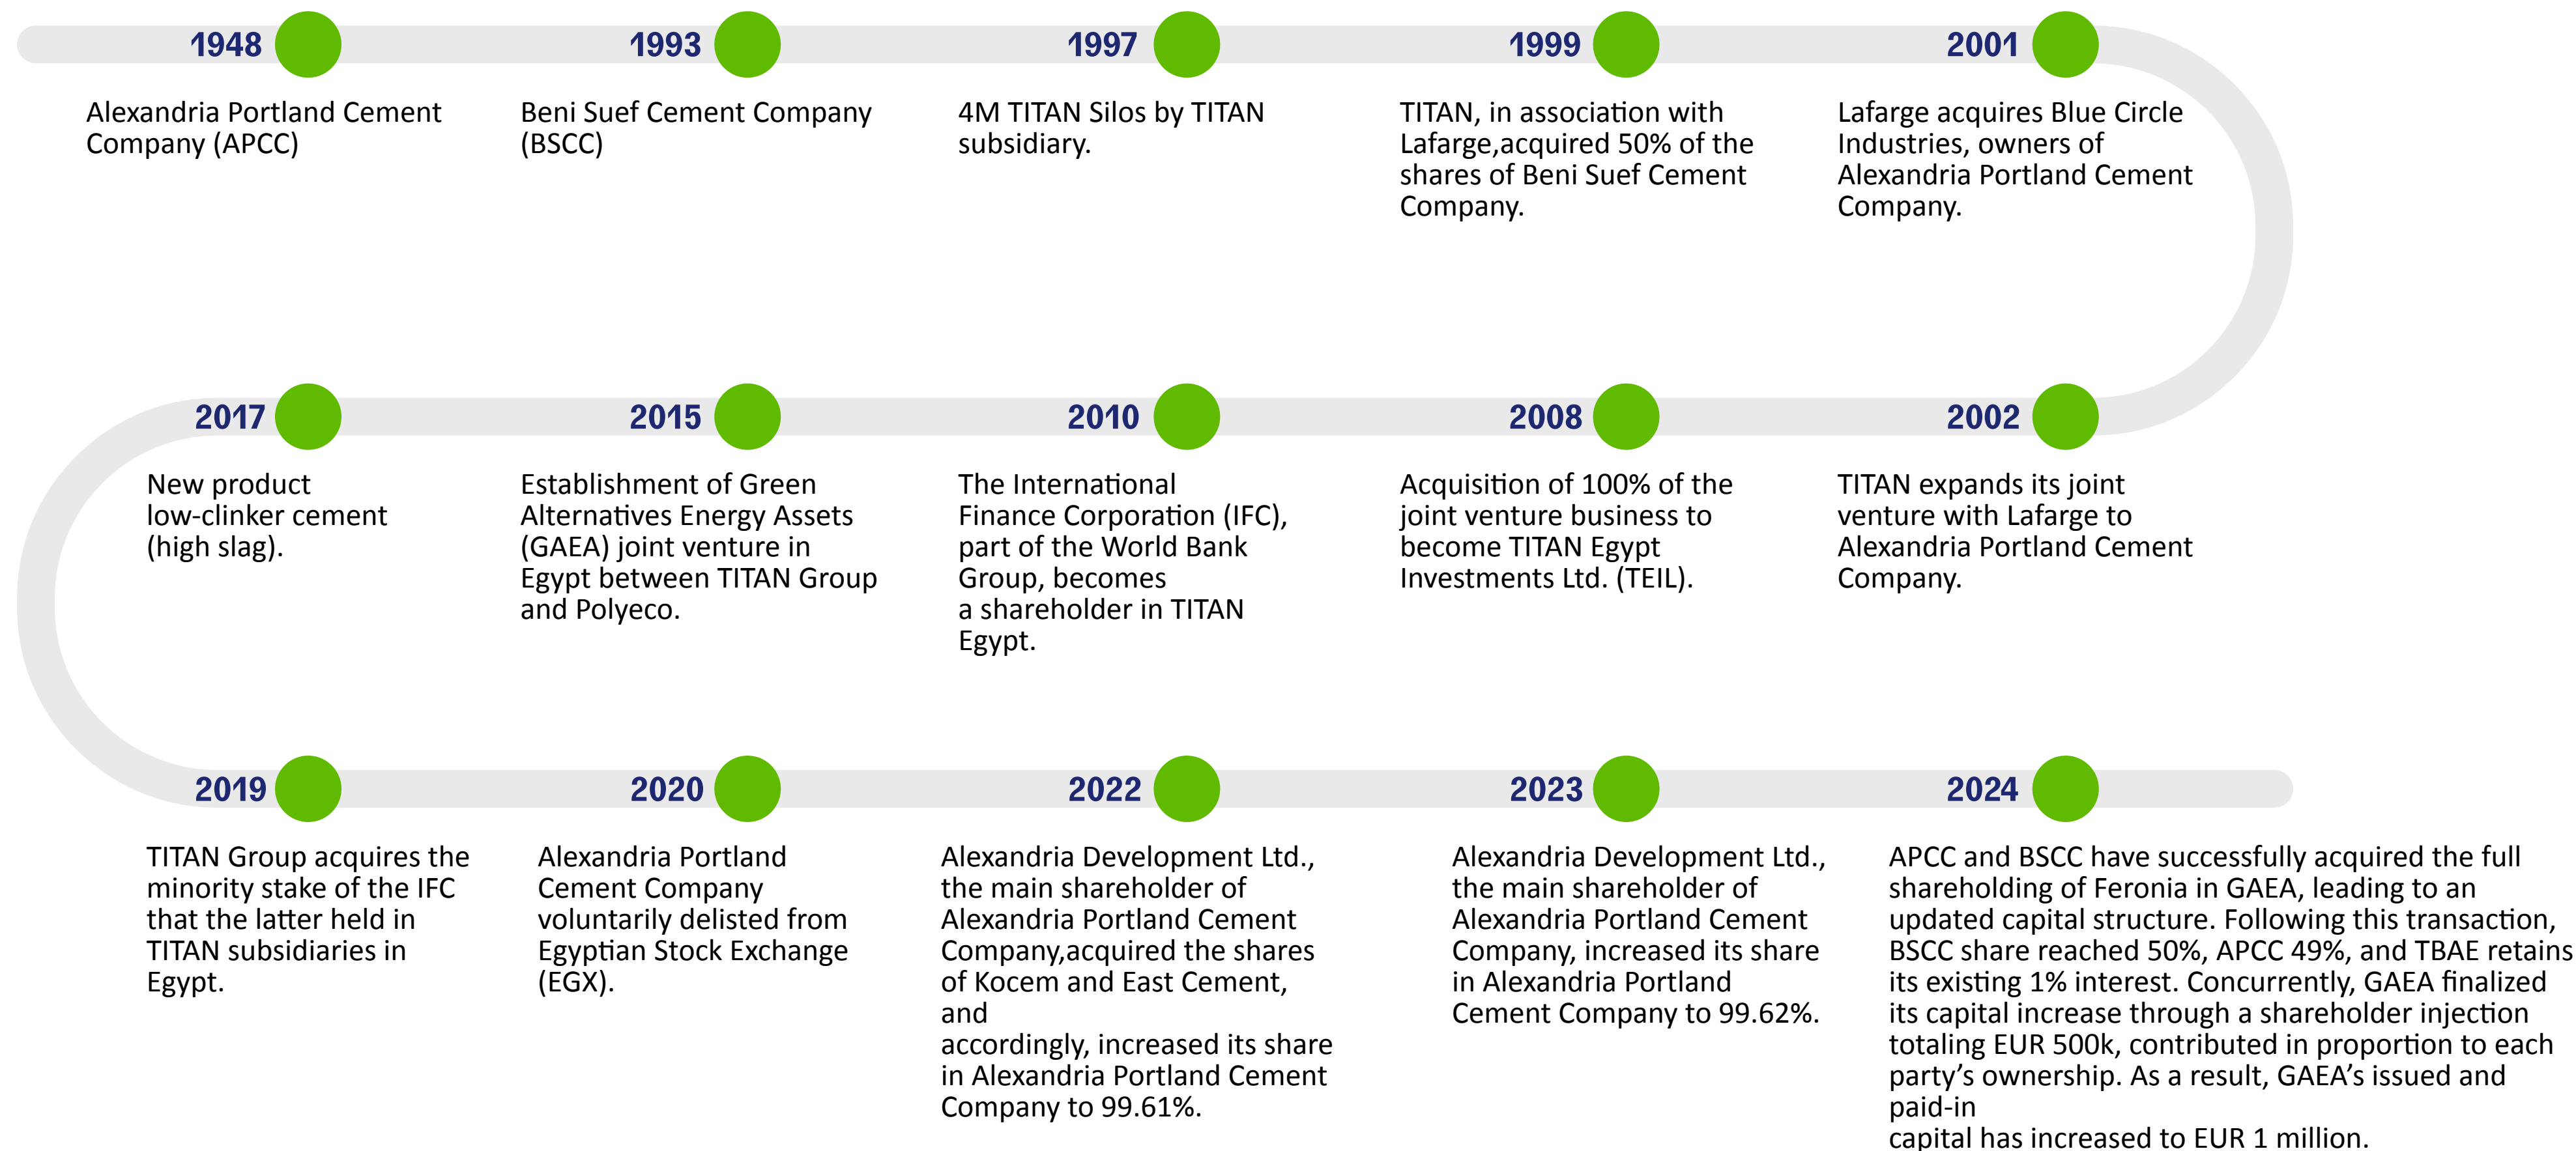 1948
Alexandria Portland Cement
Company (APCC)
1993
Beni Suef Cement Company
(BSCC)
1997
4M TITAN Silos by TITAN
subsidiary.
1999
TITAN, in association with
Lafarge,acquired 50% of the
shares of Beni Suef Cement
Company.
2001
Lafarge acquires Blue Circle
Industries, owners of
Alexandria Portland Cement
Company.
2002
TITAN expands its joint
venture with Lafarge to
Alexandria Portland Cement
Company.
2008
Acquisition of 100% of the
joint venture business to
become TITAN Egypt
Investments Ltd. (TEIL).
2010
The International
Finance Corporation (IFC),
part of the World Bank
Group, becomes
a shareholder in TITAN
Egypt.
2015
Establishment of Green
Alternatives Energy Assets
(GAEA) joint venture in
Egypt between TITAN Group
and Polyeco.
2017
New product
low-clinker cement
(high slag).
2019
TITAN Group acquires the
minority stake of the IFC
that the latter held in
TITAN subsidiaries in
Egypt.
2020
Alexandria Portland
Cement Company
voluntarily delisted from
Egyptian Stock Exchange
(EGX).
2022
Alexandria Development Ltd.,
the main shareholder of
Alexandria Portland Cement
Company,acquired the shares
of Kocem and East Cement,
and
accordingly, increased its share
in Alexandria Portland Cement
Company to 99.61%.
2023
Alexandria Development Ltd.,
the main shareholder of
Alexandria Portland Cement
Company, increased its share
in Alexandria Portland
Cement Company to 99.62%.
2024
APCC and BSCC have successfully acquired the full
shareholding of Feronia in GAEA, leading to an
updated capital structure. Following this transaction,
BSCC share reached 50%, APCC 49%, and TBAE retains
its existing 1% interest. Concurrently, GAEA finalized
its capital increase through a shareholder injection
totaling EUR 500k, contributed in proportion to each
party’s ownership. As a result, GAEA’s issued and
paid-in
capital has increased to EUR 1 million.